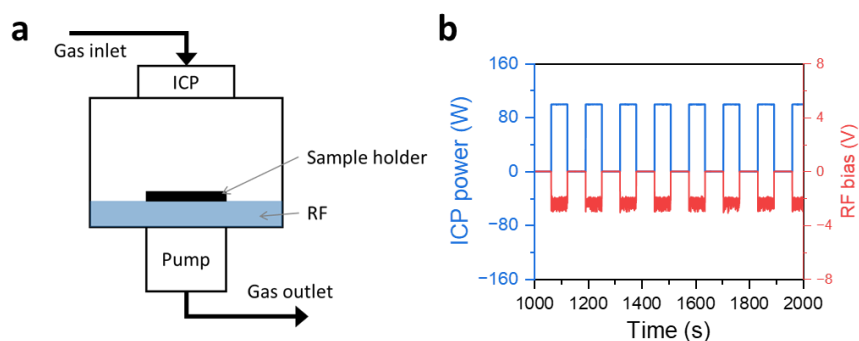 a
Gas inlet
ICP
Sample holder
RF
Pump
Gas outlet
b
160
80
0
−80
−160
ICP power (W)
8
4
0
−4
−8
RF bias (V)
1000 1200 1400 1600 1800 2000
Time (s)